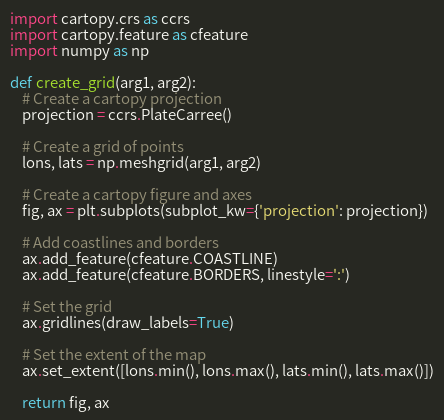 import cartopy.crs as ccrs
import cartopy.feature as cfeature
import numpy as np

def create_grid(arg1, arg2):
    # Create a cartopy projection
    projection = ccrs.PlateCarree()

    # Create a grid of points
    lons, lats = np.meshgrid(arg1, arg2)

    # Create a cartopy figure and axes
    fig, ax = plt.subplots(subplot_kw={'projection': projection})

    # Add coastlines and borders
    ax.add_feature(cfeature.COASTLINE)
    ax.add_feature(cfeature.BORDERS, linestyle=':')

    # Set the grid
    ax.gridlines(draw_labels=True)

    # Set the extent of the map
    ax.set_extent([lons.min(), lons.max(), lats.min(), lats.max()])

    return fig, ax